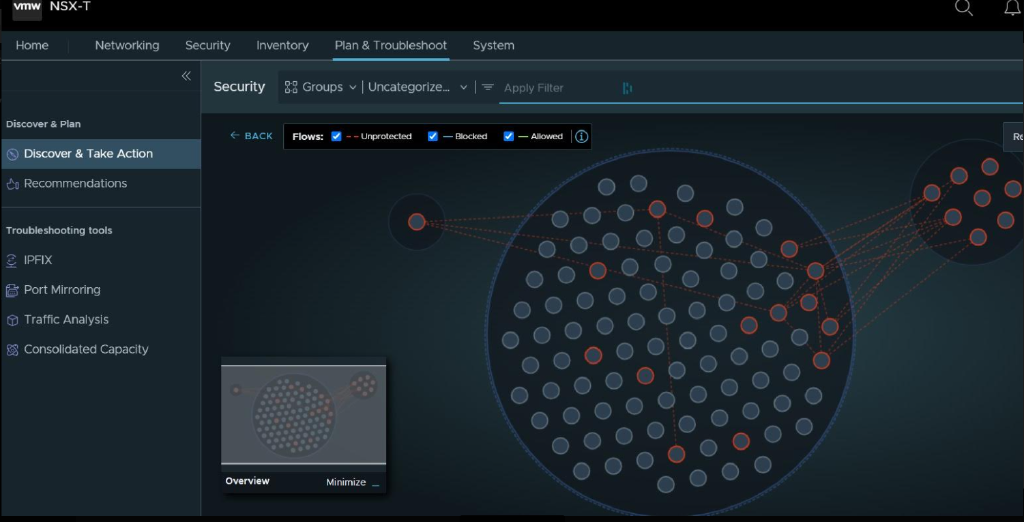 vmw NSX-T
Home Networking Security Inventory Plan & Troubleshoot System
Security Groups Uncategorize... Apply Filter
Discover & Plan
BACK Flows: Unprotected Blocked Allowed
Discover & Take Action
Recommendations
Troubleshooting tools
IPFIX
Port Mirroring
Traffic Analysis
Consolidated Capacity
Overview Minimize